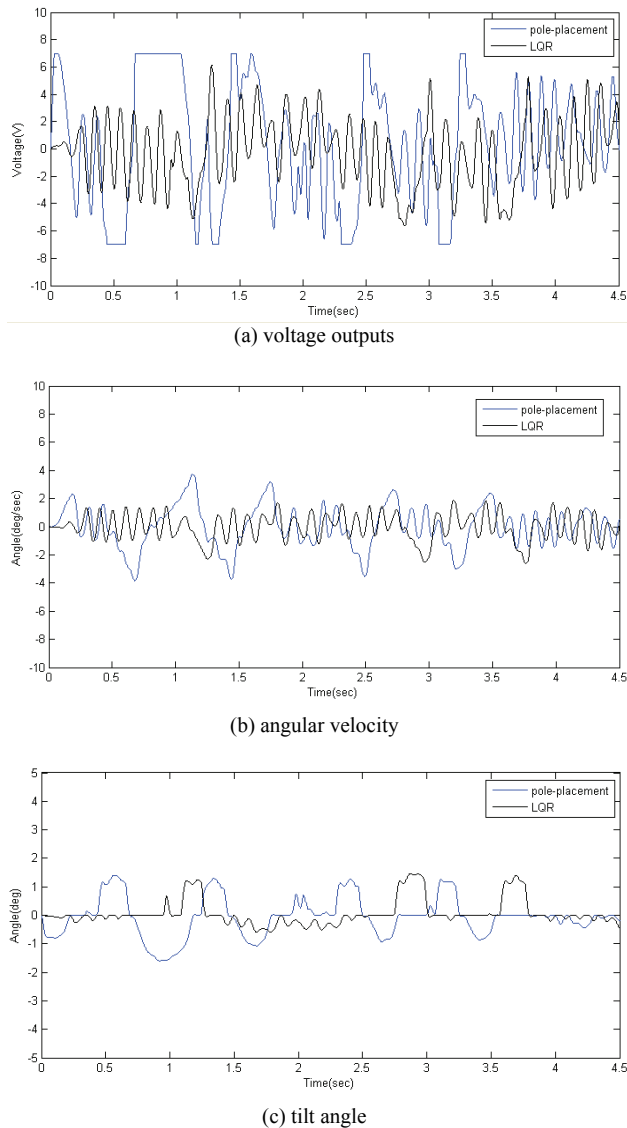 10
8
6
4
2
0
-2
-4
-6
-8
-10
Voltage(V)
pole-placement
LQR
0 0.5 1 1.5 2 2.5 3 3.5 4 4.5
Time(sec)
(a) voltage outputs
10
8
6
4
2
0
-2
-4
-6
-8
-10
Angle(deg/sec)
pole-placement
LQR
0 0.5 1 1.5 2 2.5 3 3.5 4 4.5
Time(sec)
(b) angular velocity
5
4
3
2
1
0
-1
-2
-3
-4
-5
Angle(deg)
pole-placement
LQR
0 0.5 1 1.5 2 2.5 3 3.5 4 4.5
Time(sec)
(c) tilt angle